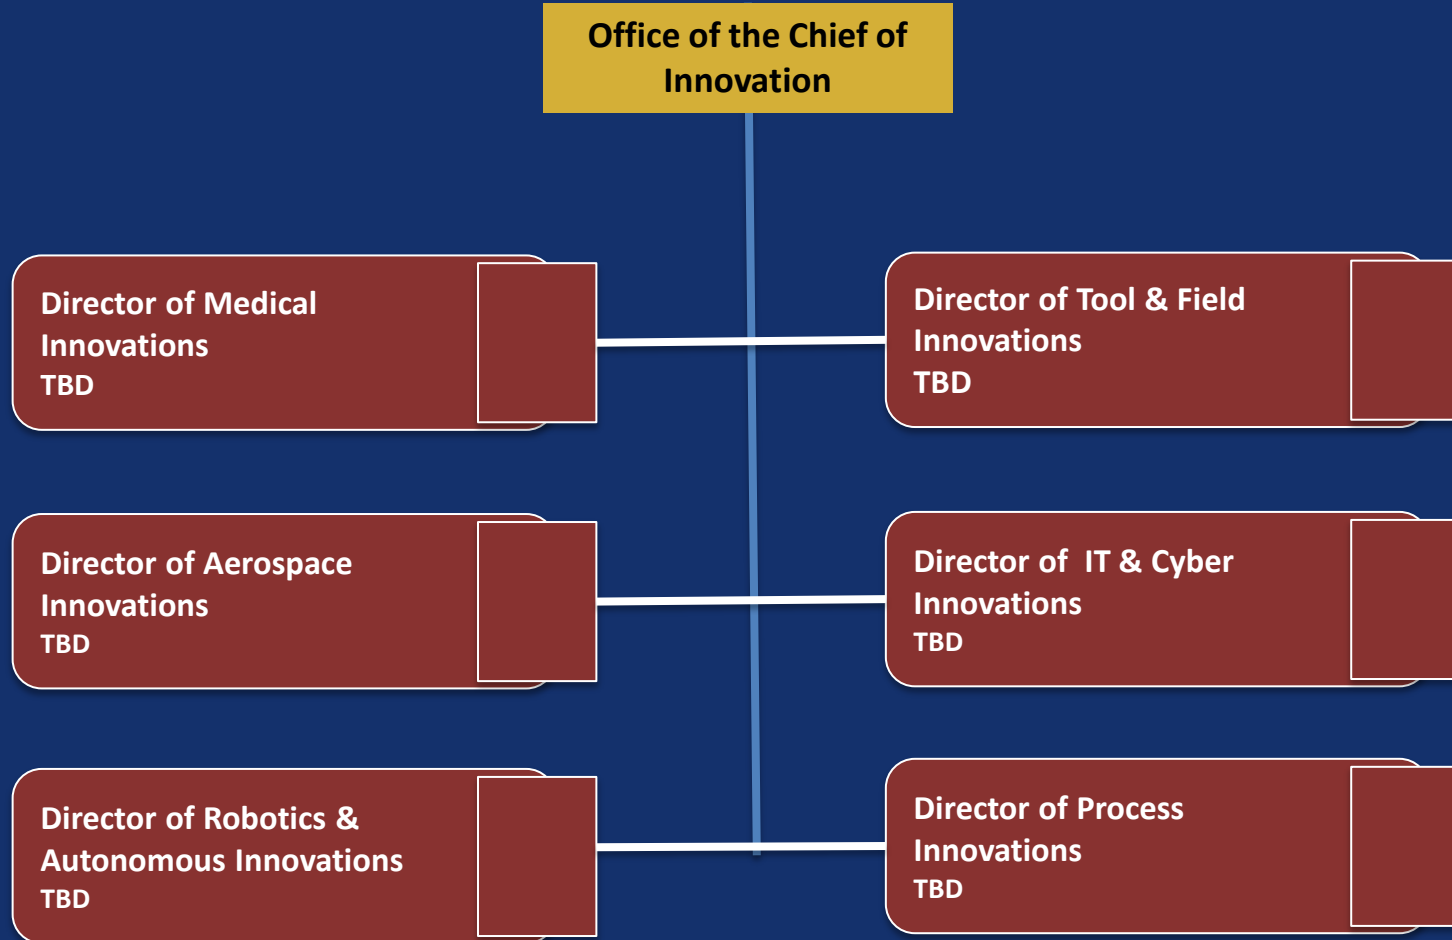 Office of the Chief of
Innovation
Director of Medical
Innovations
TBD
Director of Tool & Field
Innovations
TBD
Director of Aerospace
Innovations
TBD
Director of  IT & Cyber
Innovations
TBD
Director of Robotics &
Autonomous Innovations
TBD
Director of Process
Innovations
TBD